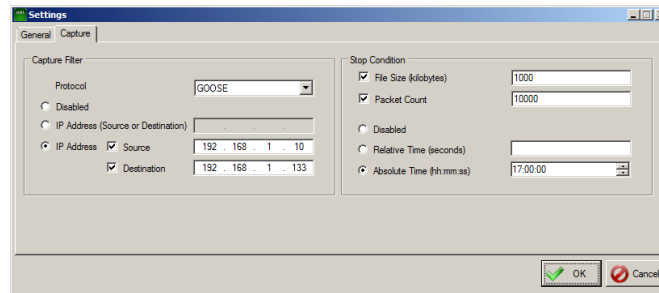 Settings
General Capture
Capture Filter
Protocol GOOSE
Disabled
IP Address (Source or Destination) . . .
IP Address Source 192 . 168 . 1 . 10
Destination 192 . 168 . 1 . 133
Stop Condition
File Size (kilobytes) 1000
Packet Count 10000
Disabled
Relative Time (seconds)
Absolute Time (hh:mm:ss) 17:00:00
OK Cancel